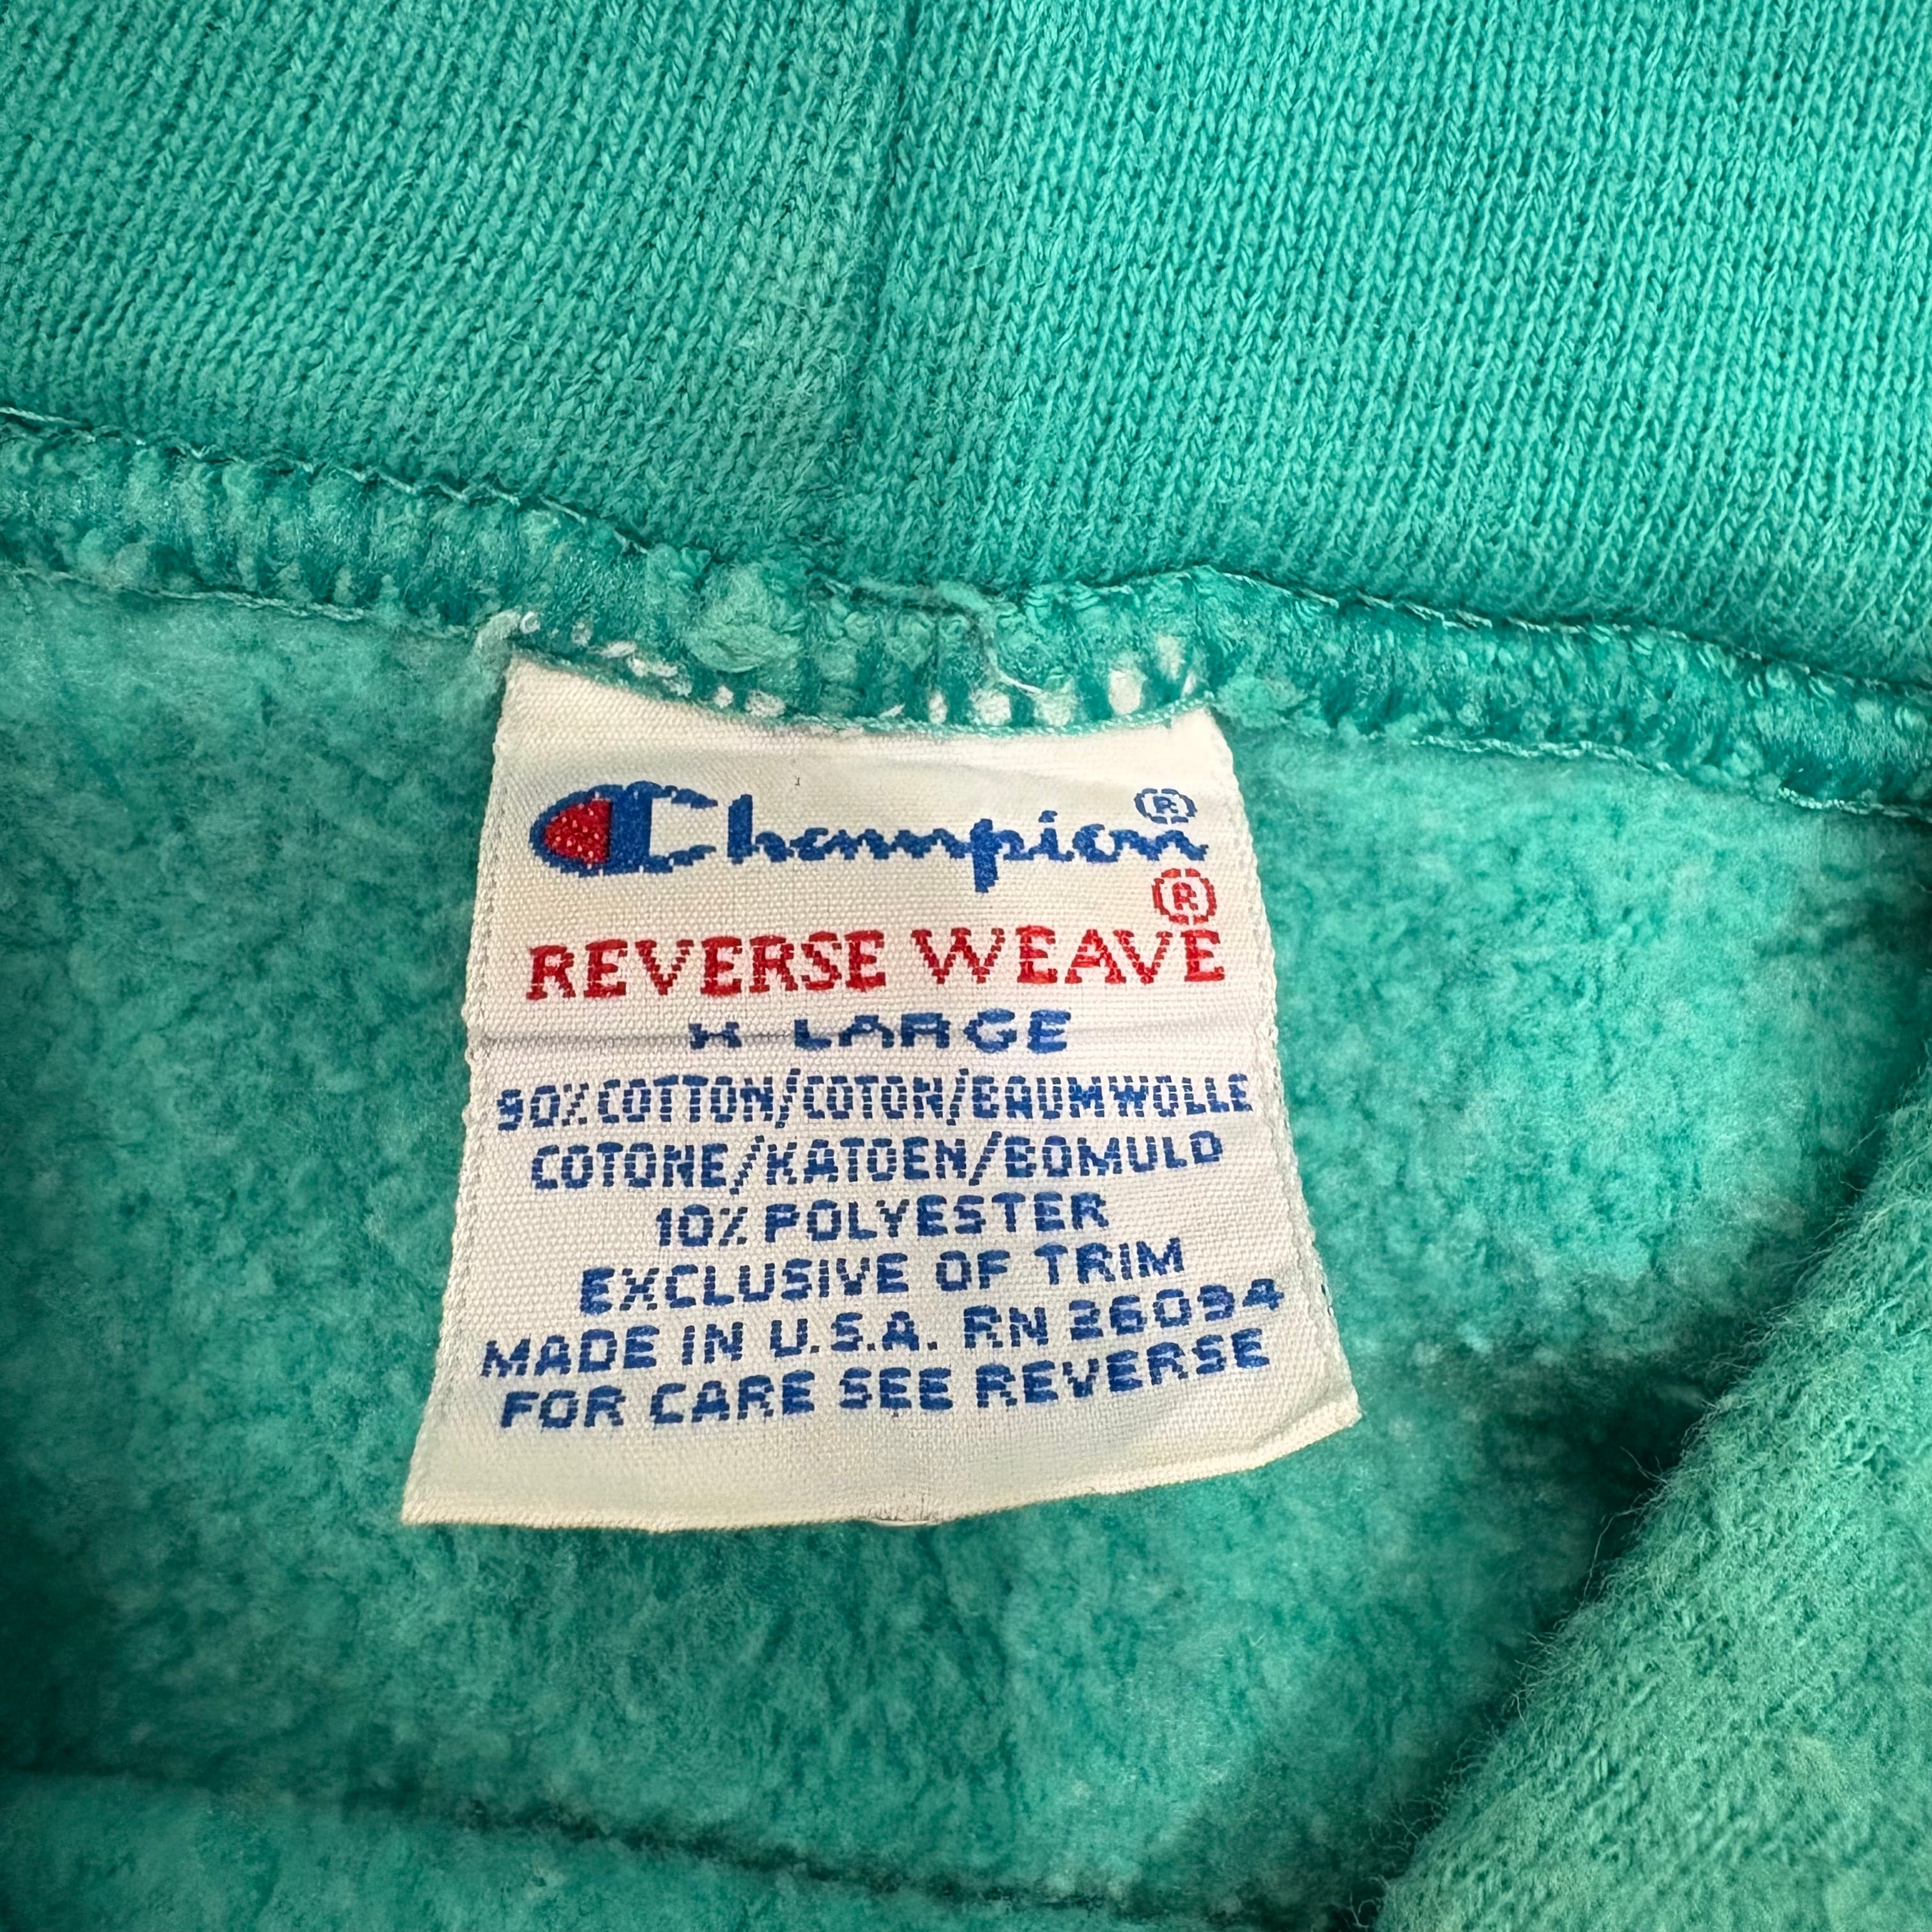 Champion®
®
REVERSE WEAVE
X-LARGE
90% COTTON/COTON/BAUMWOLLE
COTONE/KATOEN/BOMULD
10% POLYESTER
EXCLUSIVE OF TRIM
MADE IN U.S.A. RN 26094
FOR CARE SEE REVERSE